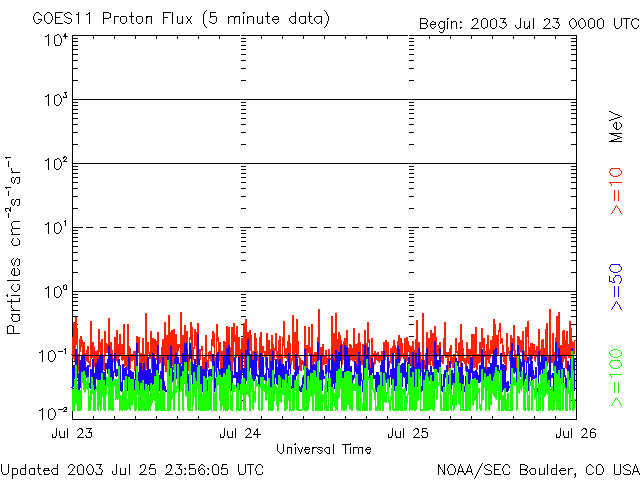 GOES11 Proton Flux (5 minute data)
Begin: 2003 Jul 23 0000 UTC
Particles cm⁻²s⁻¹sr⁻¹
10⁴
10³
10²
10¹
10⁰
10⁻¹
10⁻²
Jul 23
Jul 24
Jul 25
Jul 26
Universal Time
>=100 >=50 >=10 MeV
Updated 2003 Jul 25 23:56:05 UTC
NOAA/SEC Boulder, CO USA